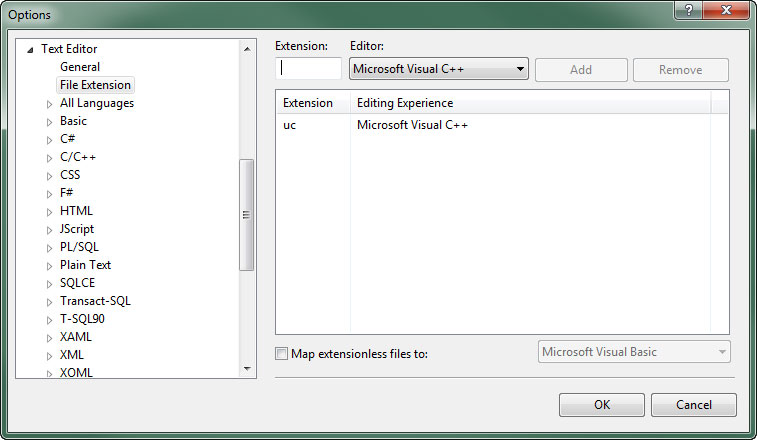 Options
Text Editor
General
File Extension
All Languages
Basic
C#
C/C++
CSS
F#
HTML
JScript
PL/SQL
Plain Text
SQLCE
Transact-SQL
T-SQL90
XAML
XML
XOML
Extension: Editor:
Microsoft Visual C++ Add Remove
Extension Editing Experience
uc Microsoft Visual C++
Map extensionless files to: Microsoft Visual Basic
OK Cancel